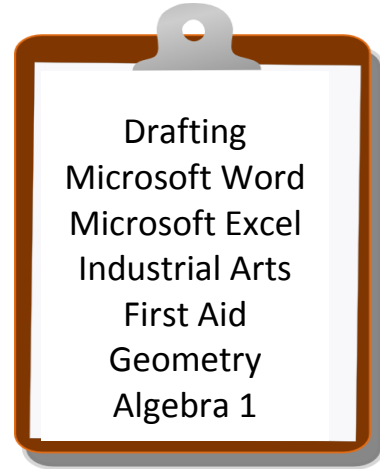 Drafting
Microsoft Word
Microsoft Excel
Industrial Arts
First Aid
Geometry
Algebra 1